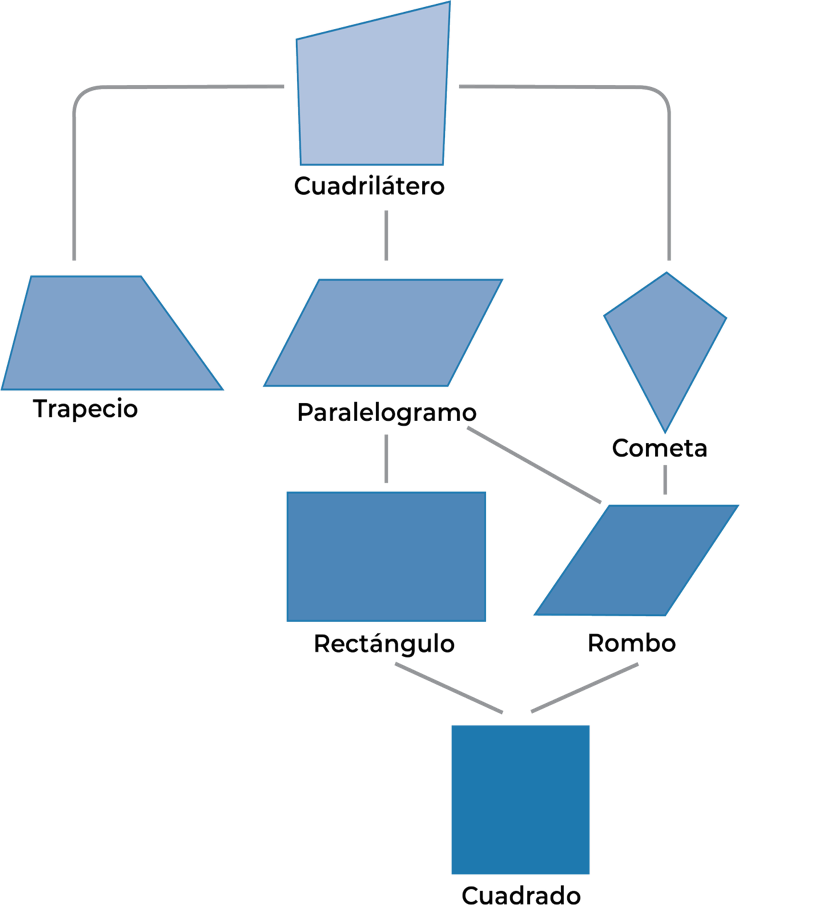 Cuadrilátero
Trapecio
Paralelogramo
Cometa
Rectángulo
Rombo
Cuadrado